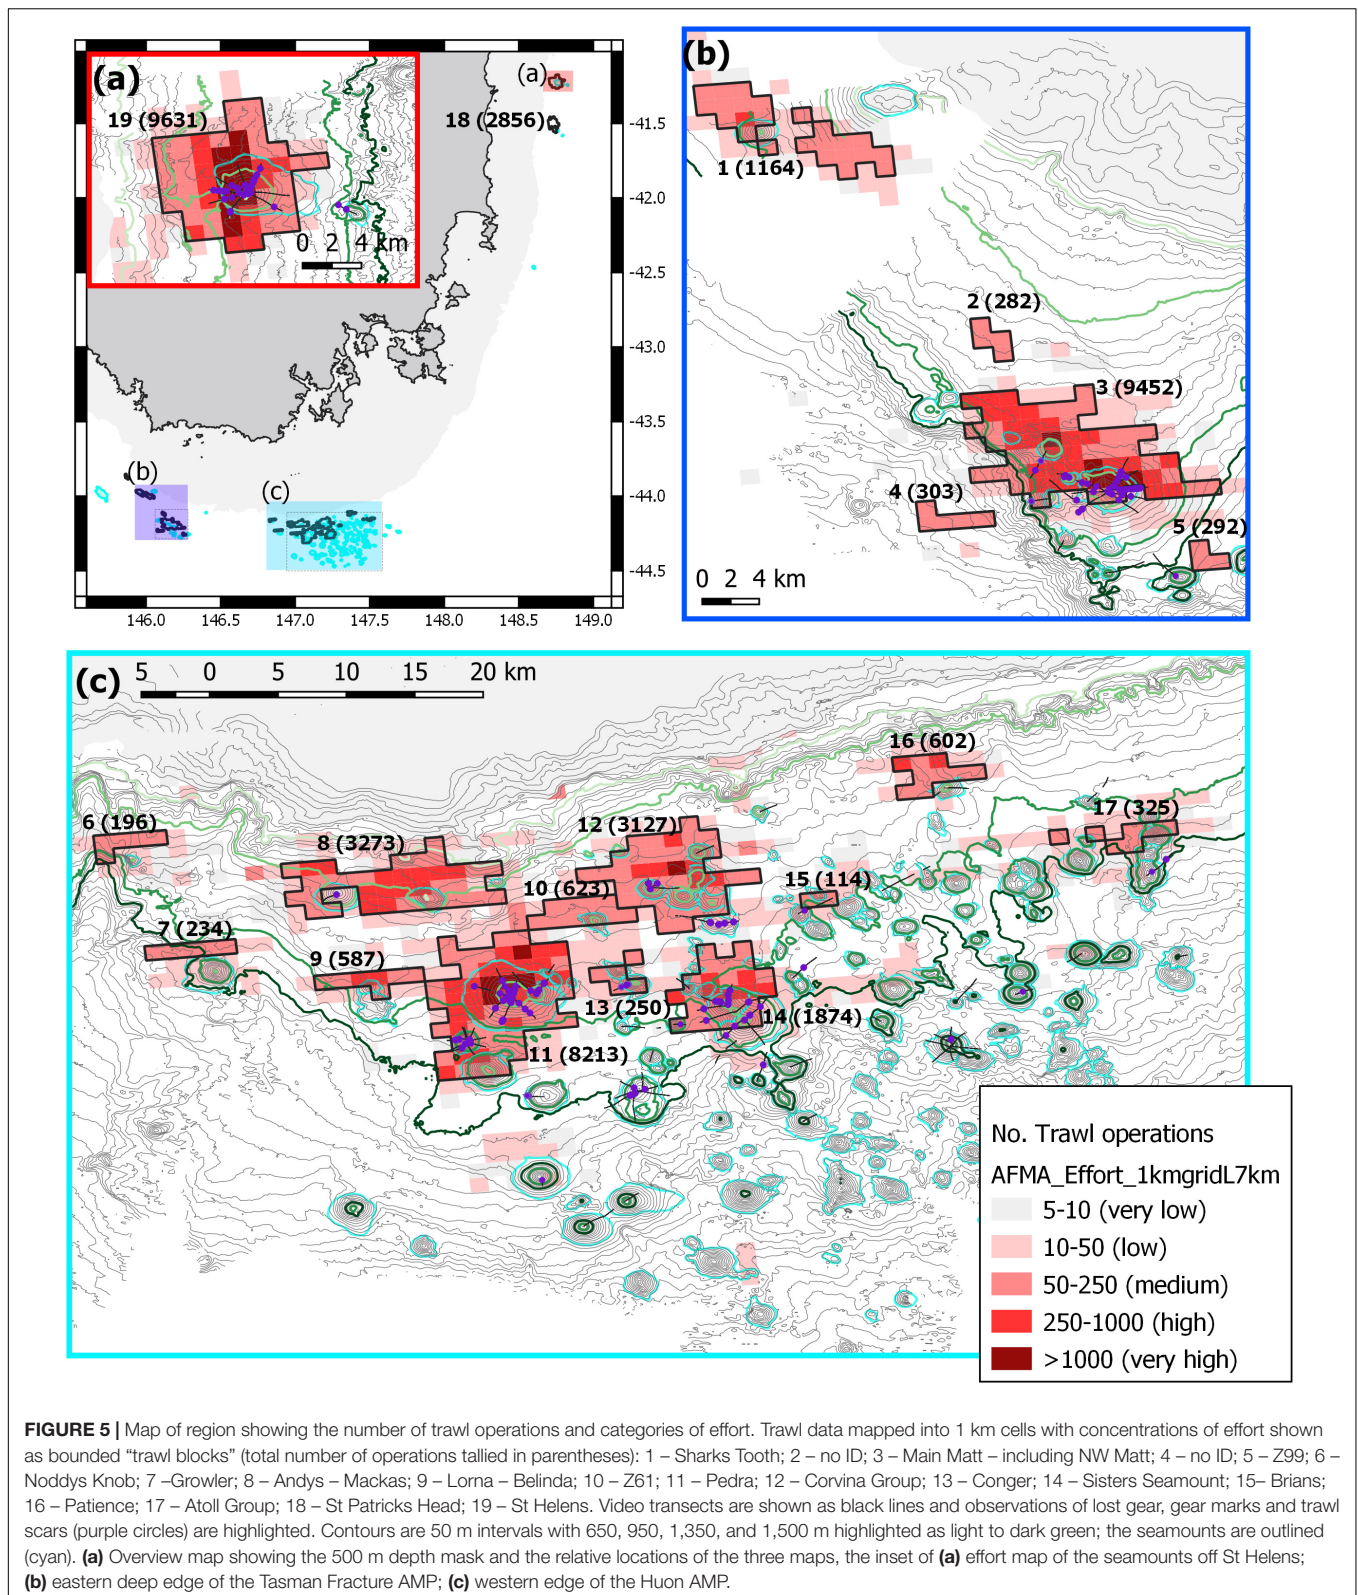 (a)
19 (9631)
0 2 4 km
(a)
18 (2856)
-41.5
-42.0
-42.5
-43.0
-43.5
-44.0
-44.5
(b)
(c)
146.0 146.5 147.0 147.5 148.0 148.5 149.0
(b)
1 (1164)
2 (282)
3 (9452)
4 (303)
5 (292)
0 2 4 km
(c)
5 0 5 10 15 20 km
16 (602)
6 (196)
8 (3273)
12 (3127)
17 (325)
10 (623)
15 (114)
7 (234)
9 (587)
13 (250)
14 (1874)
11 (8213)
No. Trawl operations
AFMA_Effort_1kmgridL7km
5-10 (very low)
10-50 (low)
50-250 (medium)
250-1000 (high)
>1000 (very high)
FIGURE 5 | Map of region showing the number of trawl operations and categories of effort. Trawl data mapped into 1 km cells with concentrations of effort shown
as bounded “trawl blocks” (total number of operations tallied in parentheses): 1 – Sharks Tooth; 2 – no ID; 3 – Main Matt – including NW Matt; 4 – no ID; 5 – Z99; 6 –
Noddys Knob; 7 –Growler; 8 – Andys – Mackas; 9 – Lorna – Belinda; 10 – Z61; 11 – Pedra; 12 – Corvina Group; 13 – Conger; 14 – Sisters Seamount; 15– Brians;
16 – Patience; 17 – Atoll Group; 18 – St Patricks Head; 19 – St Helens. Video transects are shown as black lines and observations of lost gear, gear marks and trawl
scars (purple circles) are highlighted. Contours are 50 m intervals with 650, 950, 1,350, and 1,500 m highlighted as light to dark green; the seamounts are outlined
(cyan). (a) Overview map showing the 500 m depth mask and the relative locations of the three maps, the inset of (a) effort map of the seamounts off St Helens;
(b) eastern deep edge of the Tasman Fracture AMP; (c) western edge of the Huon AMP.